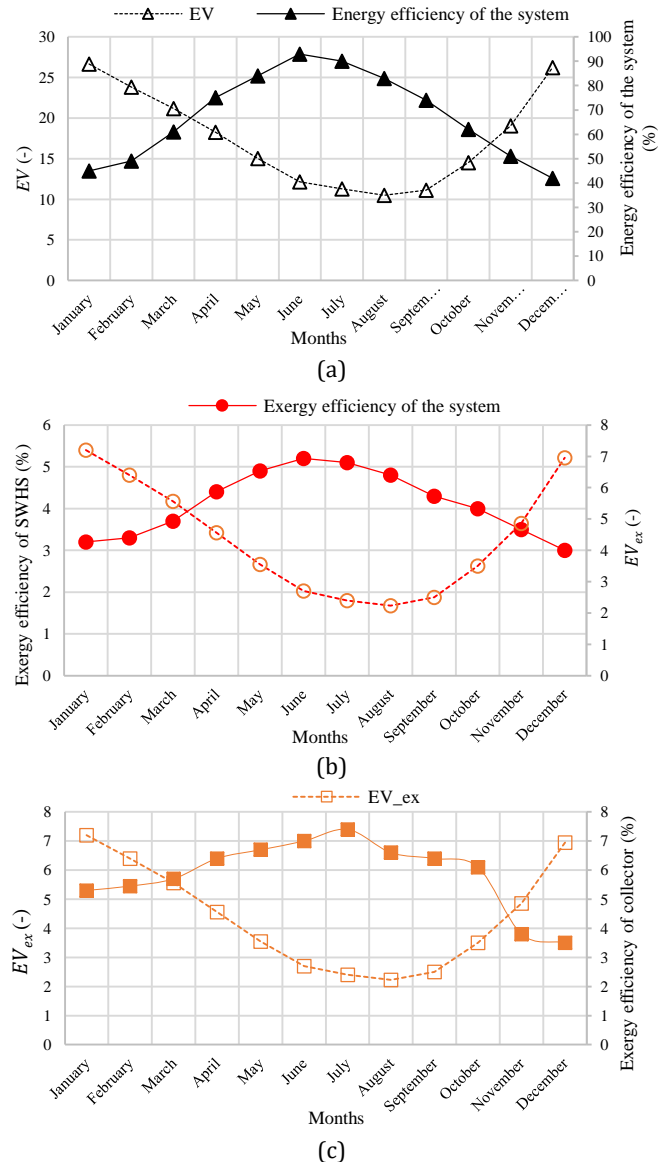 EV
Energy efficiency of the system
30
25
20
15
10
5
0
100
90
80
70
60
50
40
30
20
10
0
EV (-)
Energy efficiency of the system
(%)
January
February
March
April
May
June
July
August
Septem…
October
Novem…
Decem…
Months
(a)
Exergy efficiency of the system
6
5
4
3
2
1
0
8
7
6
5
4
3
2
1
0
Exergy efficiency of SWHS (%)
EVex (-)
January
February
March
April
May
June
July
August
September
October
November
December
Months
(b)
EV_ex
8
7
6
5
4
3
2
1
0
8
7
6
5
4
3
2
1
0
EVex (-)
Exergy efficiency of collector (%)
January
February
March
April
May
June
July
August
September
October
November
December
Months
(c)